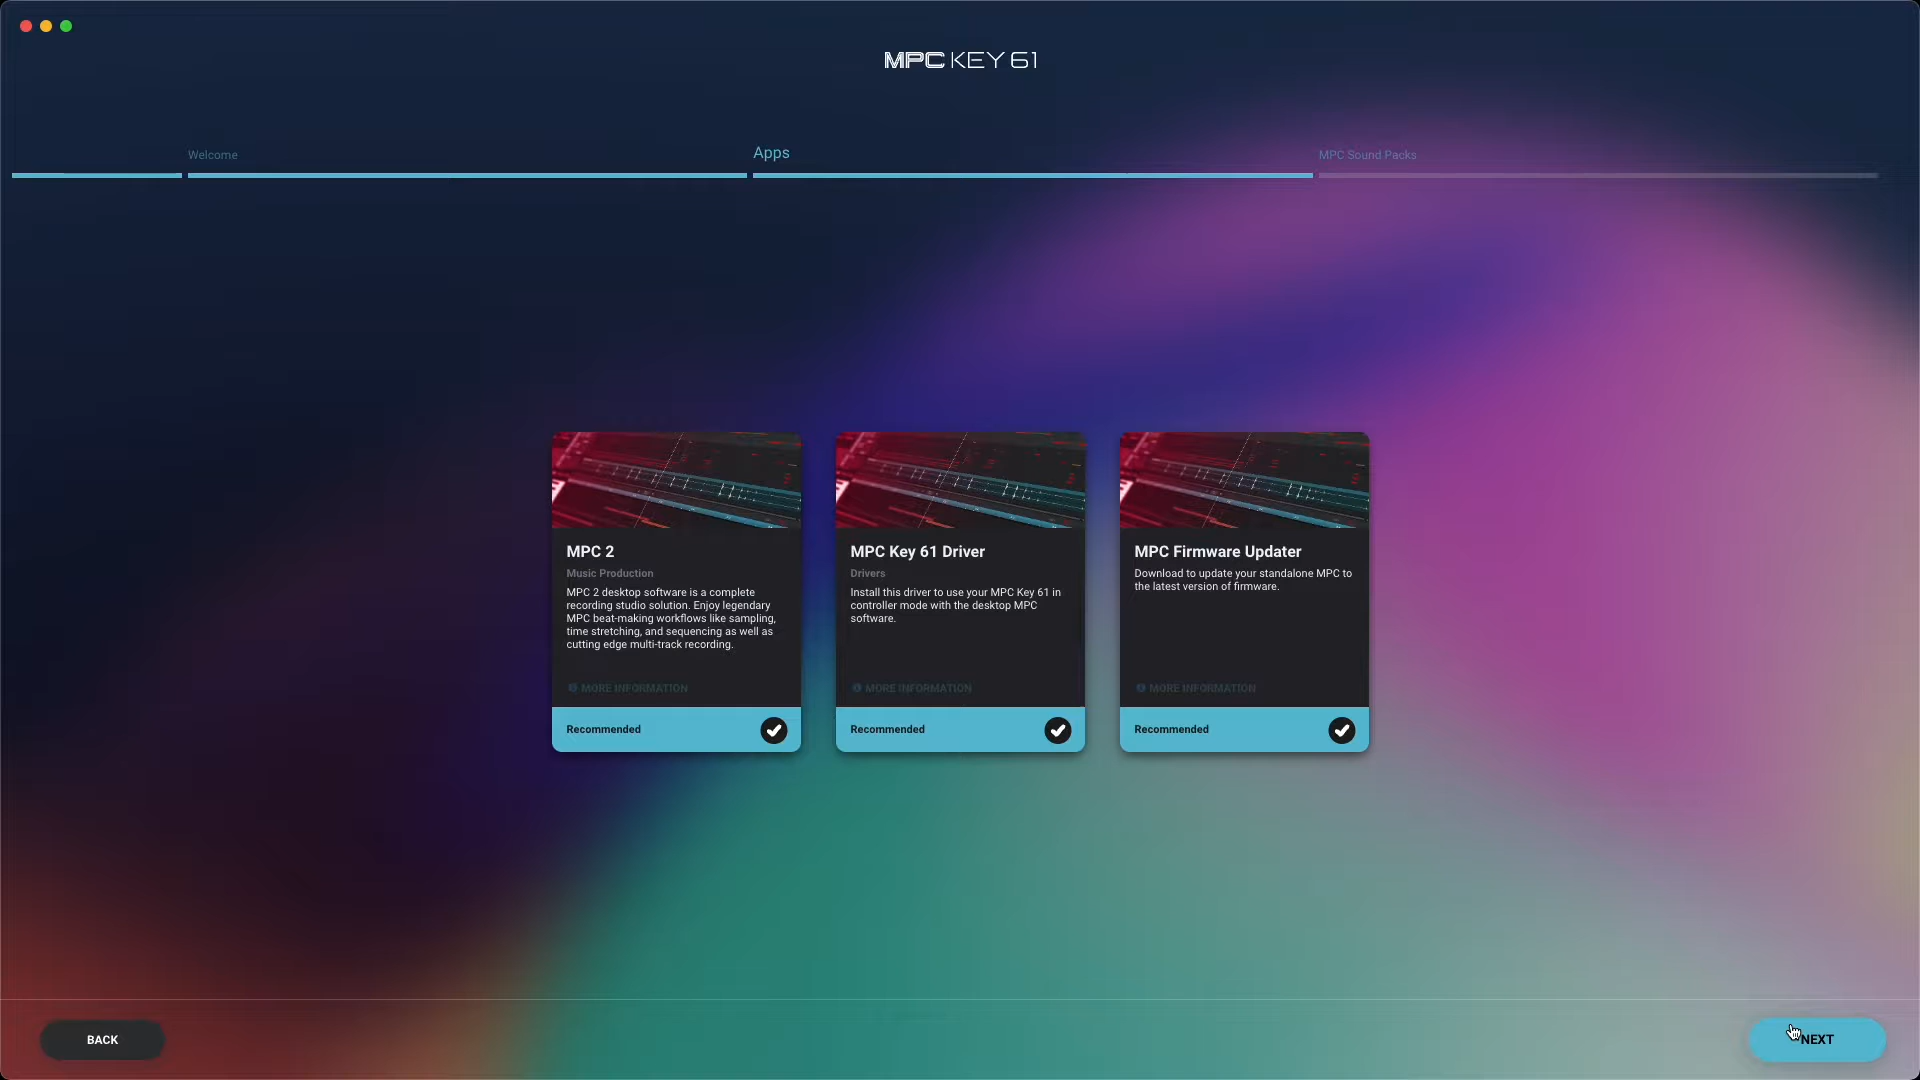 MPC KEY 61
Welcome
Apps
MPC Sound Packs
MPC 2
Music Production
MPC 2 desktop software is a complete
recording studio solution. Enjoy legendary
MPC beat-making workflows like sampling,
time stretching, and sequencing as well as
cutting edge multi-track recording.
MORE INFORMATION
Recommended
MPC Key 61 Driver
Drivers
Install this driver to use your MPC Key 61 in
controller mode with the desktop MPC
software.
MORE INFORMATION
Recommended
MPC Firmware Updater
Download to update your standalone MPC to
the latest version of firmware.
MORE INFORMATION
Recommended
BACK
NEXT